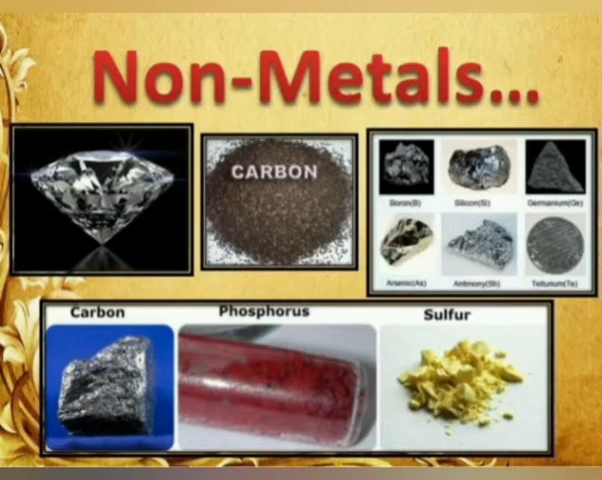 Non-Metals...
CARBON
Boron(B) Silicon(Si) Germanium(Ge)
Arsenic(As) Antimony(Sb) Tellurium(Te)
Carbon Phosphorus Sulfur